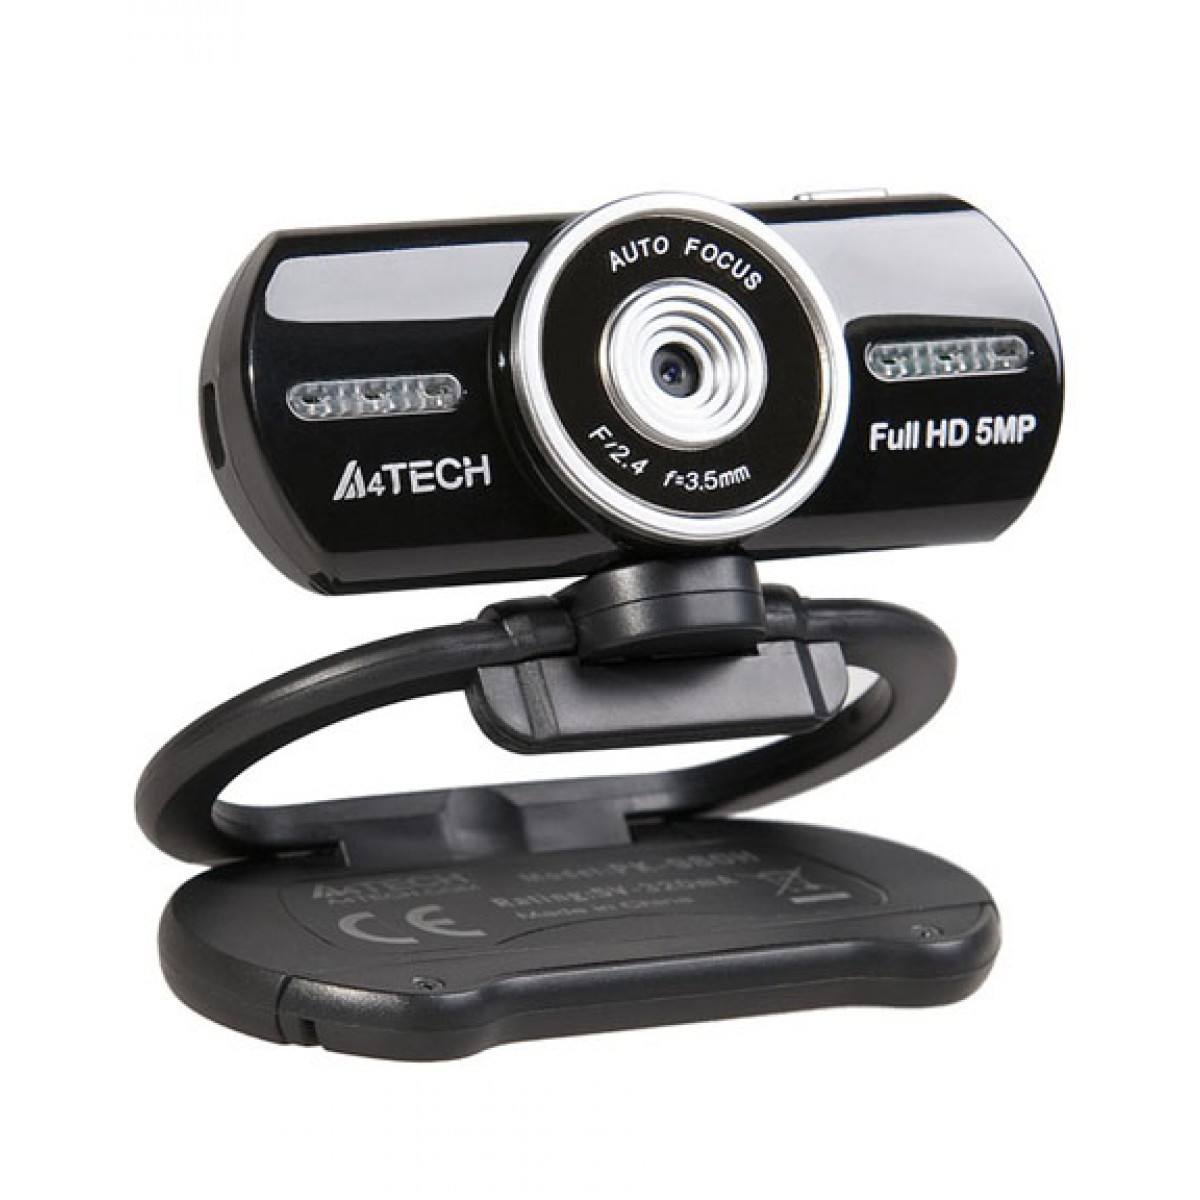 AUTO FOCUS
F:2.4 f=3.5mm
A4TECH
Full HD 5MP
A4TECH
Model:PK-980H
Rating:5V⎓320mA
Made in China
CE